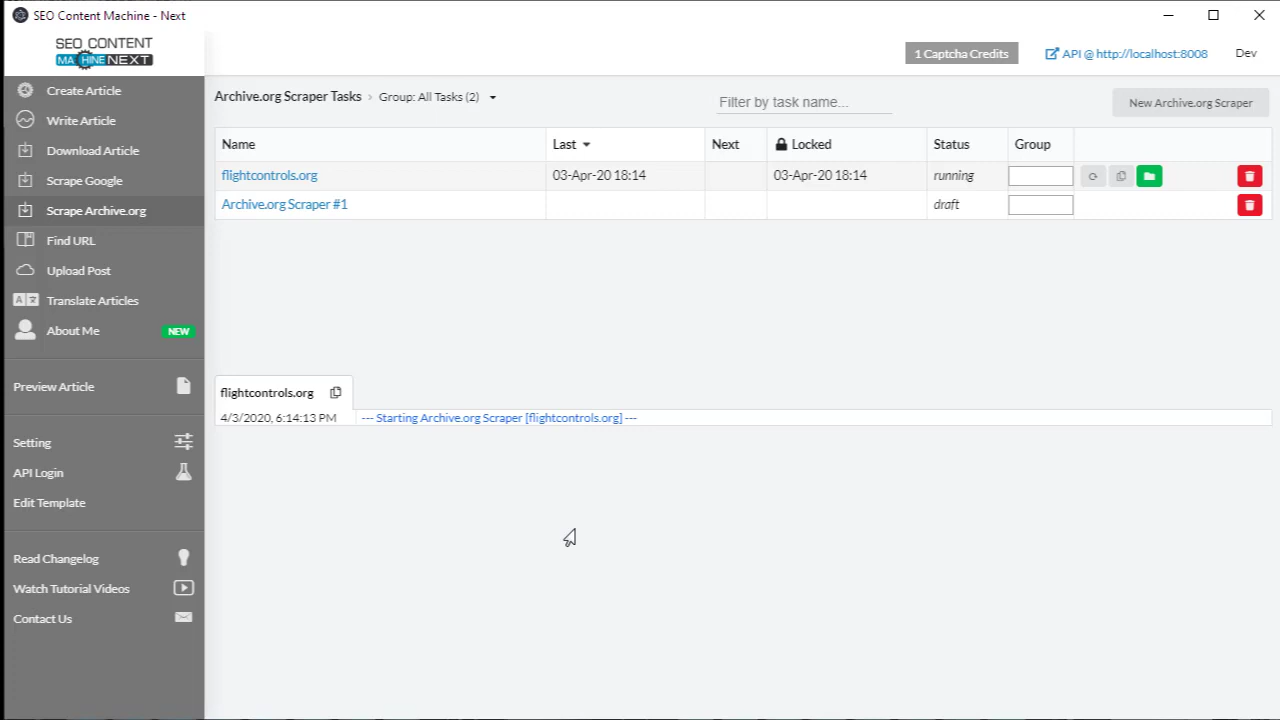 SEO Content Machine - Next
SEO CONTENT
MACHINE NEXT
1 Captcha Credits
API @ http://localhost:8008
Dev
Create Article
Write Article
Download Article
Scrape Google
Scrape Archive.org
Find URL
Upload Post
Translate Articles
About Me NEW
Preview Article
Setting
API Login
Edit Template
Read Changelog
Watch Tutorial Videos
Contact Us
Archive.org Scraper Tasks › Group: All Tasks (2)
Filter by task name...
New Archive.org Scraper
Name Last Next Locked Status Group
flightcontrols.org 03-Apr-20 18:14 03-Apr-20 18:14 running
Archive.org Scraper #1 draft
flightcontrols.org
4/3/2020, 6:14:13 PM --- Starting Archive.org Scraper [flightcontrols.org] ---